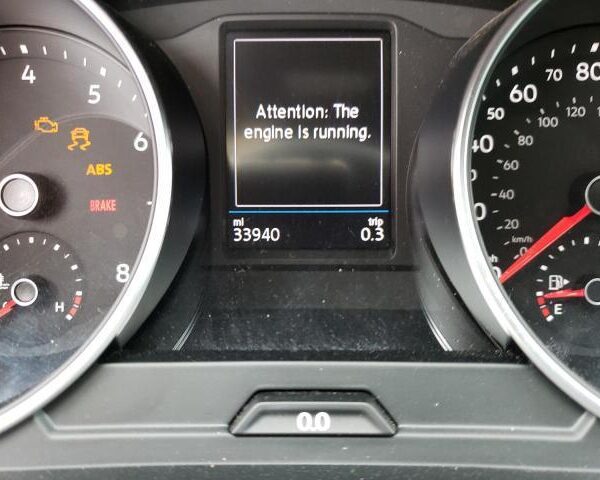 4
5
6
8
ABS
BRAKE
H
Attention: The
engine is running.
mi trip
33940 0.3
80
70
60
50
100
80
60
40
20
km/h
0
E
0.0